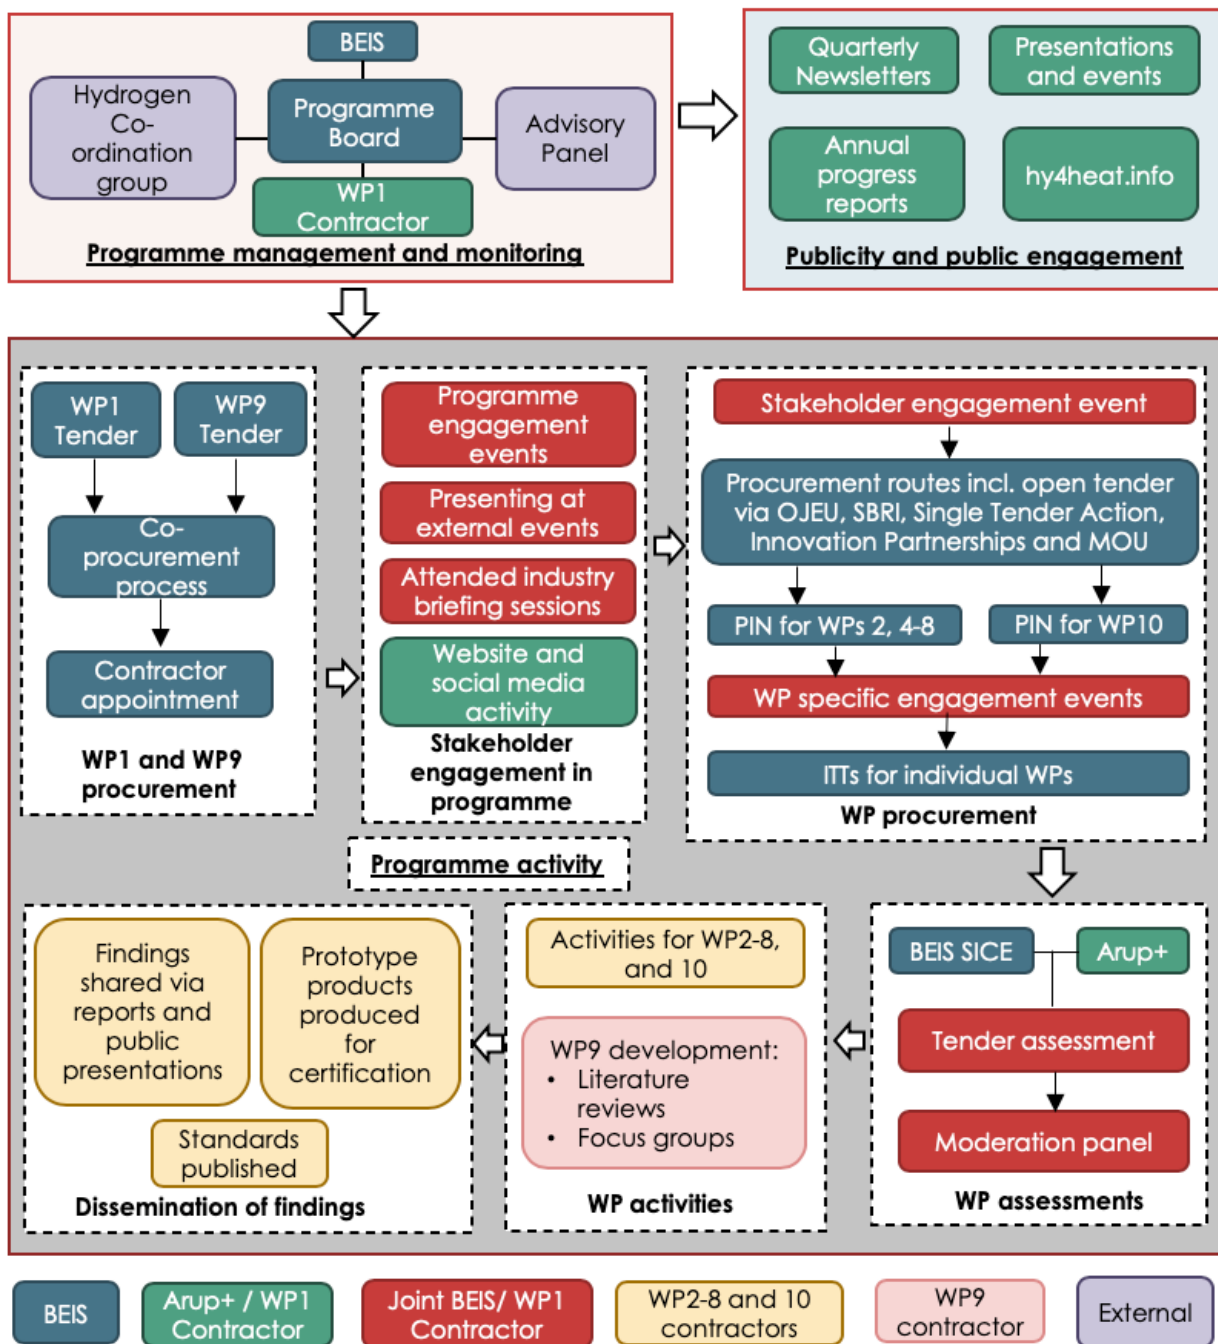 BEIS
Hydrogen
Co-
ordination
group
Programme
Board
Advisory
Panel
WP1
Contractor
Programme management and monitoring
Quarterly
Newsletters
Presentations
and events
Annual
progress
reports
hy4heat.info
Publicity and public engagement
WP1
Tender
WP9
Tender
Co-
procurement
process
Contractor
appointment
WP1 and WP9
procurement
Programme
engagement
events
Presenting at
external events
Attended industry
briefing sessions
Website and
social media
activity
Stakeholder
engagement in
programme
Stakeholder engagement event
Procurement routes incl. open tender
via OJEU, SBRI, Single Tender Action,
Innovation Partnerships and MOU
PIN for WPs 2, 4-8
PIN for WP10
WP specific engagement events
ITTs for individual WPs
WP procurement
Programme activity
Findings
shared via
reports and
public
presentations
Prototype
products
produced
for
certification
Standards
published
Dissemination of findings
Activities for WP2-8,
and 10
WP9 development:
• Literature
reviews
• Focus groups
WP activities
BEIS SICE
Arup+
Tender assessment
Moderation panel
WP assessments
BEIS
Arup+ / WP1
Contractor
Joint BEIS/ WP1
Contractor
WP2-8 and 10
contractors
WP9
contractor
External